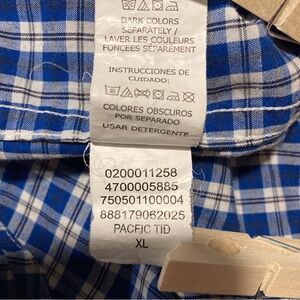 DARK COLORS
SEPARATELY /
LAVER LES COULEURS
FONCEES SÉPARÉMENT
INSTRUCCIONES DE
CUIDADO:
COLORES OBSCUROS
POR SEPARADO
USAR DETERGENTE
0200011258
4700005885
750501100004
888179062025
PACFIC TID
XL